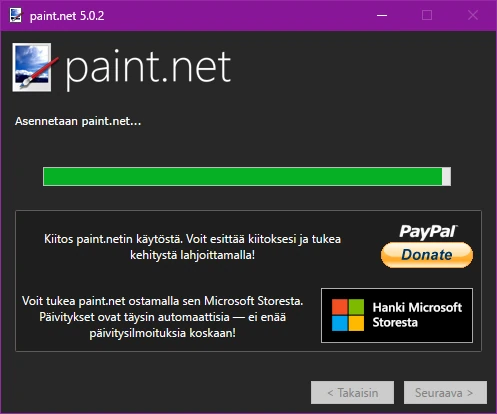 paint.net 5.0.2
paint.net
Asennetaan paint.net...
Kiitos paint.netin käytöstä. Voit esittää kiitoksesi ja tukea
kehitystä lahjoittamalla!
PayPal
Donate
Voit tukea paint.net ostamalla sen Microsoft Storesta.
Päivitykset ovat täysin automaattisia — ei enää
päivitysilmoituksia koskaan!
Hanki Microsoft
Storesta
< Takaisin
Seuraava >